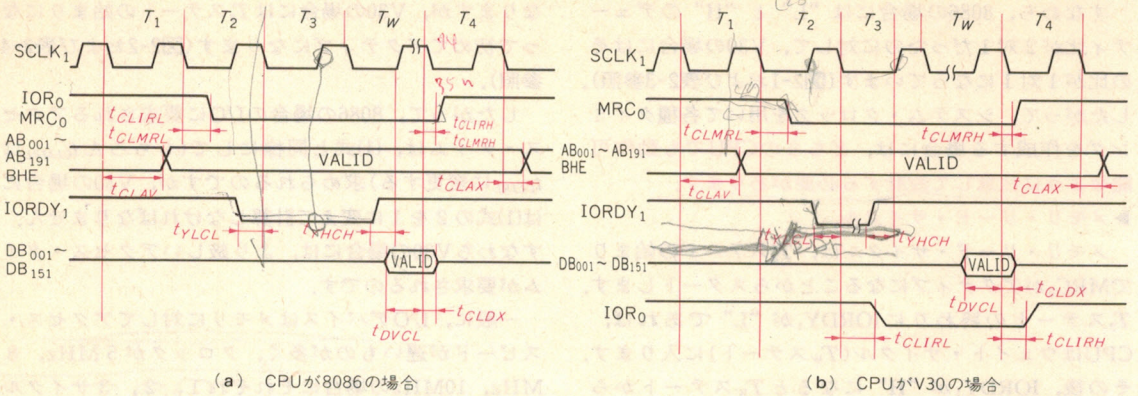 T1 T2 T3 TW T4
SCLK1
IOR0
MRC0
tCLIRL
tCLMRL
tCLIRH
tCLMRH
AB001~
AB191
BHE
VALID
tCLAV
tCLAX
IORDY1
tYLCL
tYHCH
DB001~
DB151
VALID
tDVCL
tCLDX
(a) CPUが8086の場合
T1 T2 T3 TW T4
SCLK1
MRC0
tCLMRL
tCLMRH
AB001~AB191
BHE
VALID
tCLAV
tCLAX
IORDY1
tYLCL
tYHCH
DB001~DB151
VALID
tDVCL
tCLDX
IOR0
tCLIRL
tCLIRH
(b) CPUがV30の場合